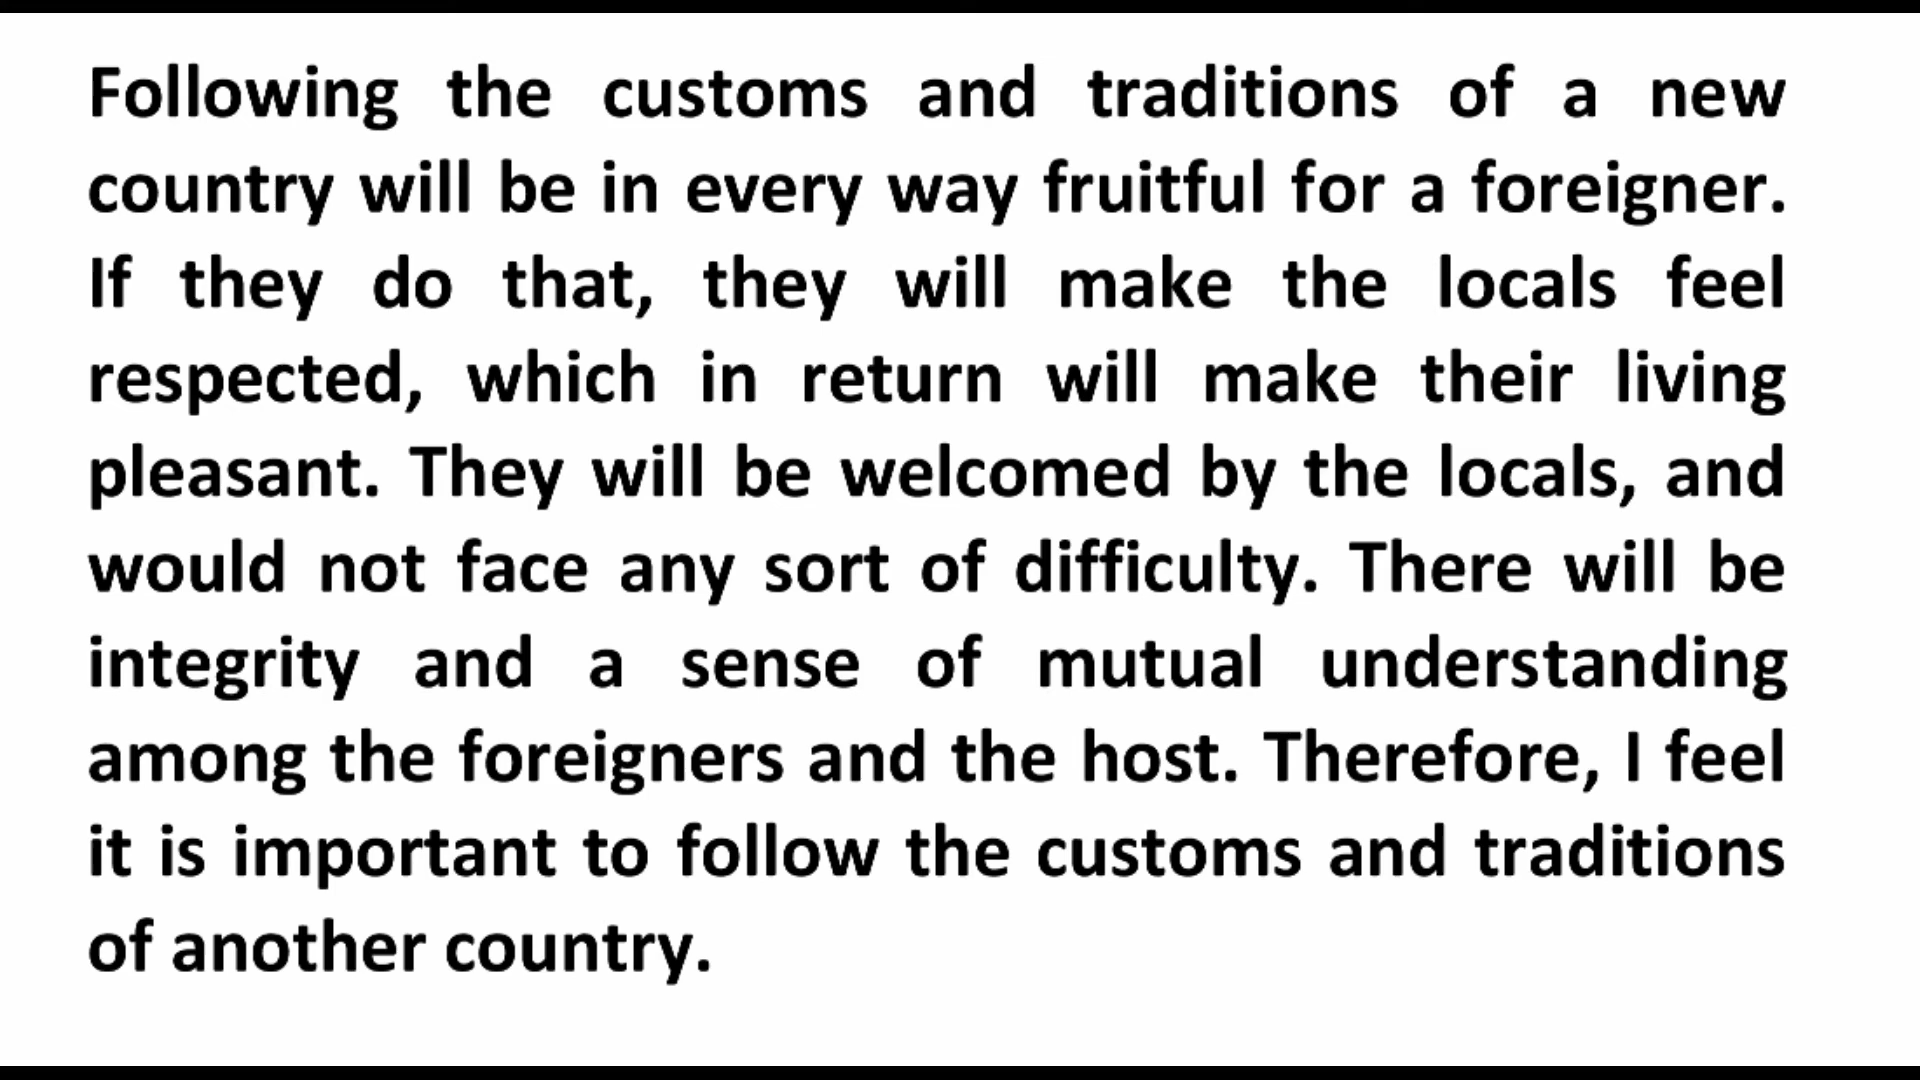 Following the customs and traditions of a new
country will be in every way fruitful for a foreigner.
If they do that, they will make the locals feel
respected, which in return will make their living
pleasant. They will be welcomed by the locals, and
would not face any sort of difficulty. There will be
integrity and a sense of mutual understanding
among the foreigners and the host. Therefore, I feel
it is important to follow the customs and traditions
of another country.